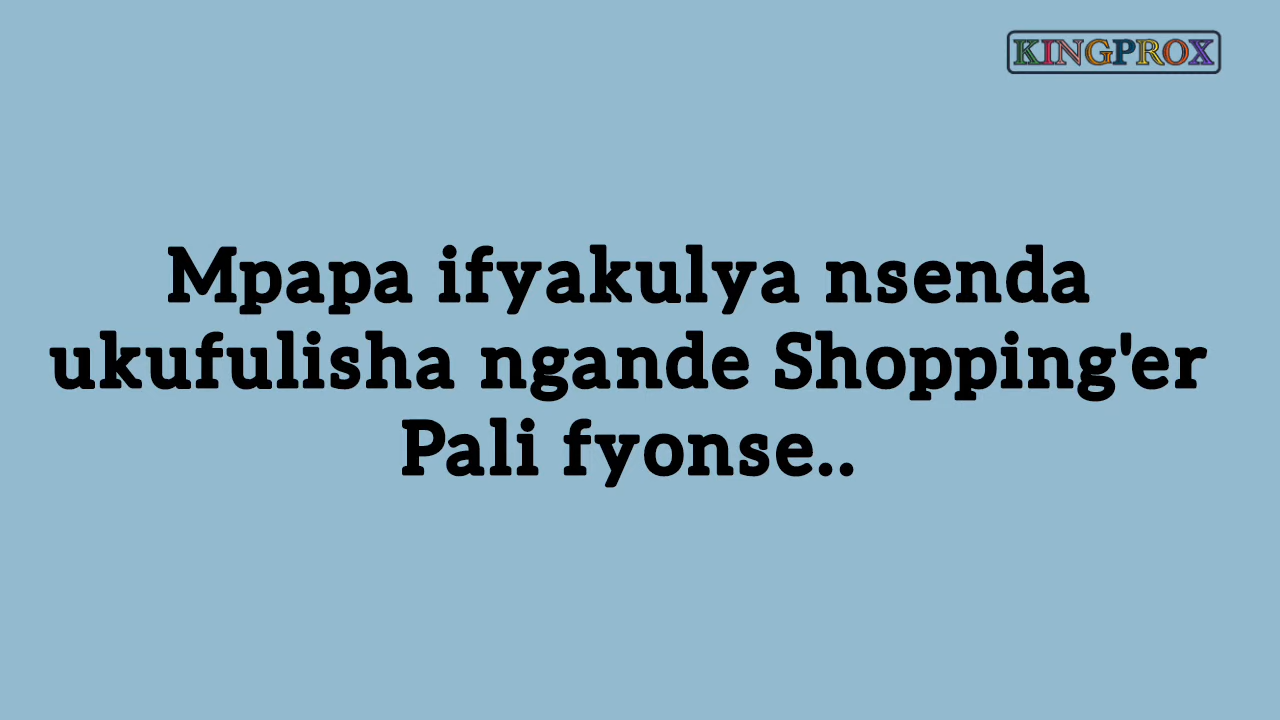 KINGPROX
Mpapa ifyakulya nsenda
ukufulisha ngande Shopping'er
Pali fyonse..